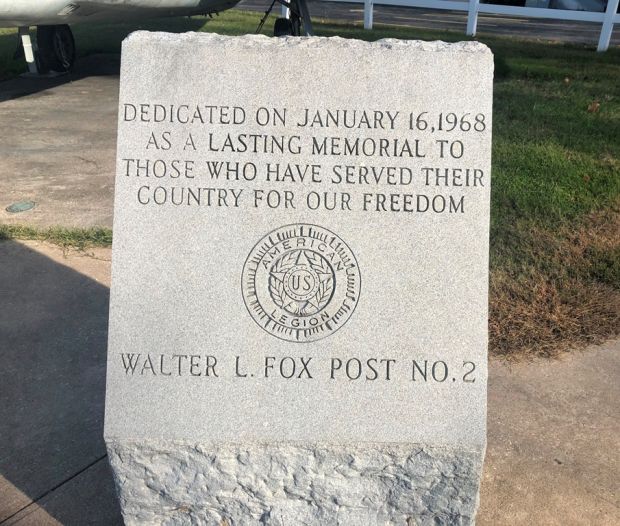 DEDICATED ON JANUARY 16,1968
AS A LASTING MEMORIAL TO
THOSE WHO HAVE SERVED THEIR
COUNTRY FOR OUR FREEDOM
AMERICAN
US
LEGION
WALTER L. FOX POST NO. 2